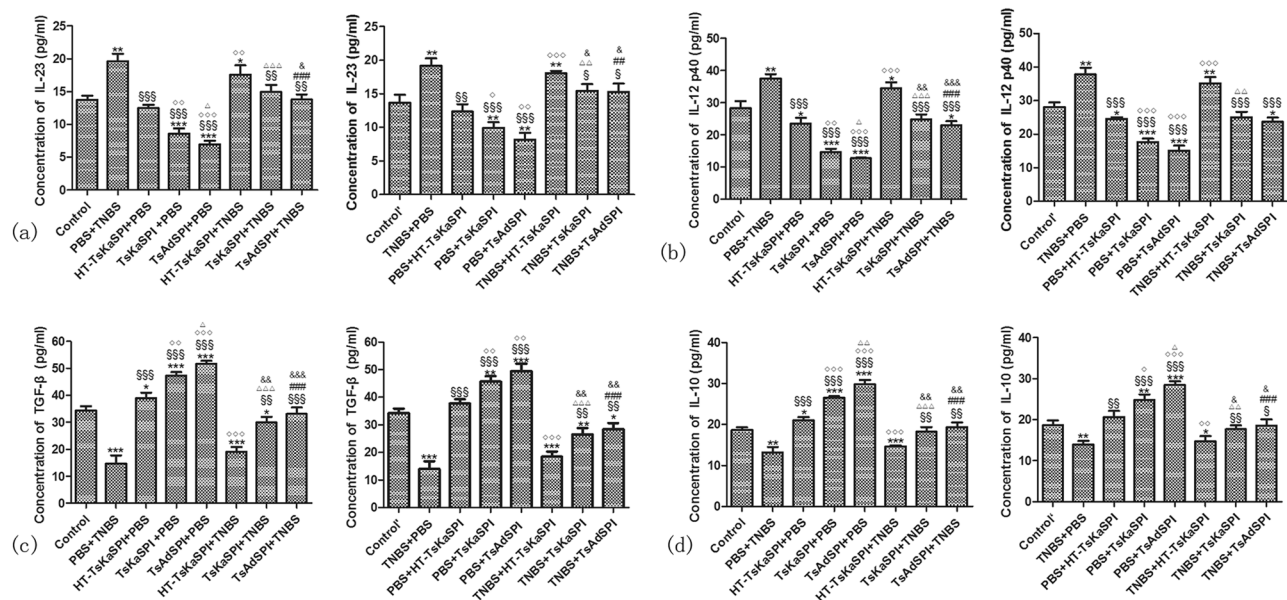 (a)
Concentration of IL-23 (pg/ml)
25
20
15
10
5
0
**
§§§
◇◇
§§§
***
△
◇◇◇
§§§
***
◇◇
*
△△△
§§
&
###
§§
Control
PBS+TNBS
HT-TsKaSPI+PBS
TsKaSPI +PBS
TsAdSPI+PBS
HT-TsKaSPI+TNBS
TsKaSPI+TNBS
TsAdSPI+TNBS
Concentration of IL-23 (pg/ml)
25
20
15
10
5
0
**
§§
◇
§§§
**
◇◇
§§§
**
◇◇◇
**
&
△△
§
&
##
§
Control
TNBS+PBS
PBS+HT-TsKaSPI
PBS+TsKaSPI
PBS+TsAdSPI
TNBS+HT-TsKaSPI
TNBS+TsKaSPI
TNBS+TsAdSPI
(b)
Concentration of IL-12 p40 (pg/ml)
50
40
30
20
10
0
**
§§§
*
◇◇
§§§
***
△
◇◇◇
§§§
***
◇◇◇
*
&&
△△△
§§§
&&&
###
§§§
*
Control
PBS+TNBS
HT-TsKaSPI+PBS
TsKaSPI +PBS
TsAdSPI+PBS
HT-TsKaSPI+TNBS
TsKaSPI+TNBS
TsAdSPI+TNBS
Concentration of IL-12 p40 (pg/ml)
50
40
30
20
10
0
**
§§§
*
◇◇◇
§§§
***
◇◇◇
§§§
***
◇◇◇
**
△△
§§§
§§§
*
Control
TNBS+PBS
PBS+HT-TsKaSPI
PBS+TsKaSPI
PBS+TsAdSPI
TNBS+HT-TsKaSPI
TNBS+TsKaSPI
TNBS+TsAdSPI
(c)
Concentration of TGF-β (pg/ml)
60
50
40
30
20
10
0
***
§§§
*
◇◇
§§§
***
△
◇◇◇
§§§
***
◇◇◇
***
&&
△△△
§§
*
&&&
###
§§§
Control
PBS+TNBS
HT-TsKaSPI+PBS
TsKaSPI +PBS
TsAdSPI+PBS
HT-TsKaSPI+TNBS
TsKaSPI+TNBS
TsAdSPI+TNBS
Concentration of TGF-β (pg/ml)
60
50
40
30
20
10
0
***
§§§
◇◇
§§§
**
◇◇
§§§
***
◇◇◇
***
&&
△△△
§§
**
&&
###
§§
*
Control
TNBS+PBS
PBS+HT-TsKaSPI
PBS+TsKaSPI
PBS+TsAdSPI
TNBS+HT-TsKaSPI
TNBS+TsKaSPI
TNBS+TsAdSPI
(d)
Concentration of IL-10 (pg/ml)
40
30
20
10
0
**
§§§
*
◇◇◇
§§§
***
△△
◇◇◇
§§§
***
◇◇◇
***
&&
△△△
§§
&&
###
§§
Control
PBS+TNBS
HT-TsKaSPI+PBS
TsKaSPI +PBS
TsAdSPI+PBS
HT-TsKaSPI+TNBS
TsKaSPI+TNBS
TsAdSPI+TNBS
Concentration of IL-10 (pg/ml)
40
30
20
10
0
**
§§
◇
§§§
**
△
◇◇◇
§§§
***
◇◇
*
&
△△
§§
&
###
§
Control
TNBS+PBS
PBS+HT-TsKaSPI
PBS+TsKaSPI
PBS+TsAdSPI
TNBS+HT-TsKaSPI
TNBS+TsKaSPI
TNBS+TsAdSPI